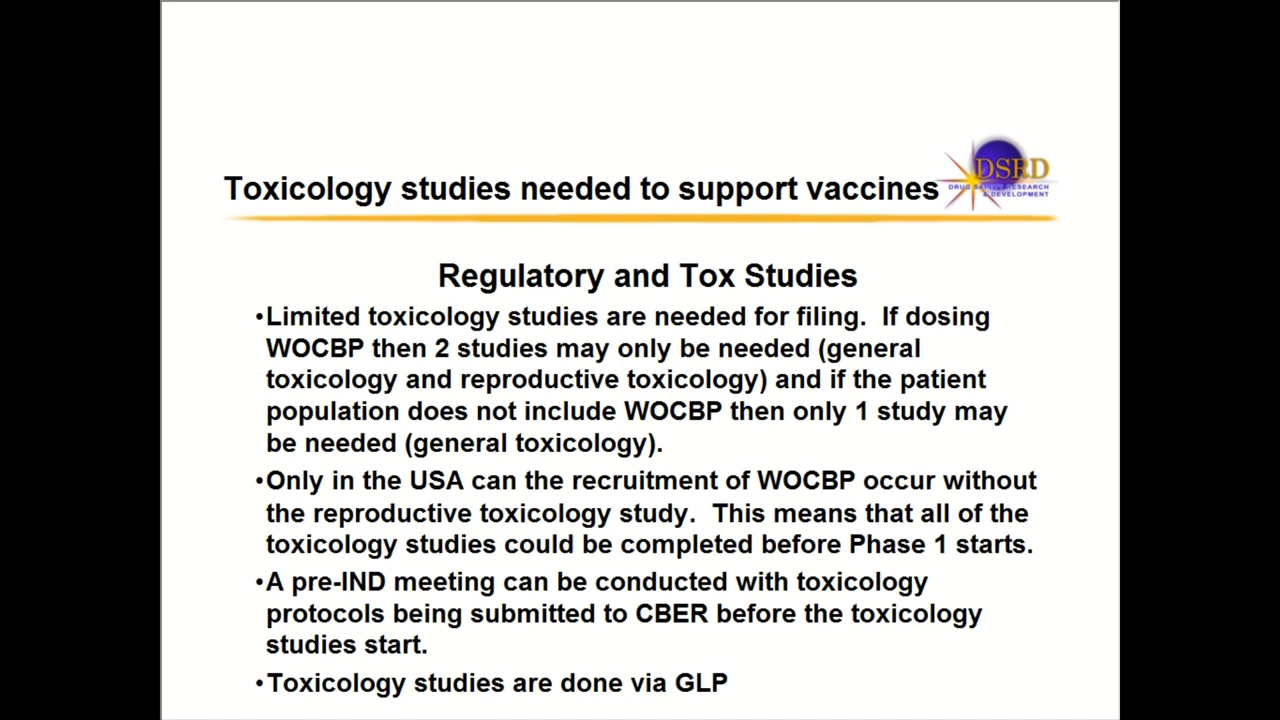 Toxicology studies needed to support vaccines
DSRD
DRUG SAFETY RESEARCH
& DEVELOPMENT
Regulatory and Tox Studies
•Limited toxicology studies are needed for filing.  If dosing
WOCBP then 2 studies may only be needed (general
toxicology and reproductive toxicology) and if the patient
population does not include WOCBP then only 1 study may
be needed (general toxicology).
•Only in the USA can the recruitment of WOCBP occur without
the reproductive toxicology study.  This means that all of the
toxicology studies could be completed before Phase 1 starts.
•A pre-IND meeting can be conducted with toxicology
protocols being submitted to CBER before the toxicology
studies start.
•Toxicology studies are done via GLP